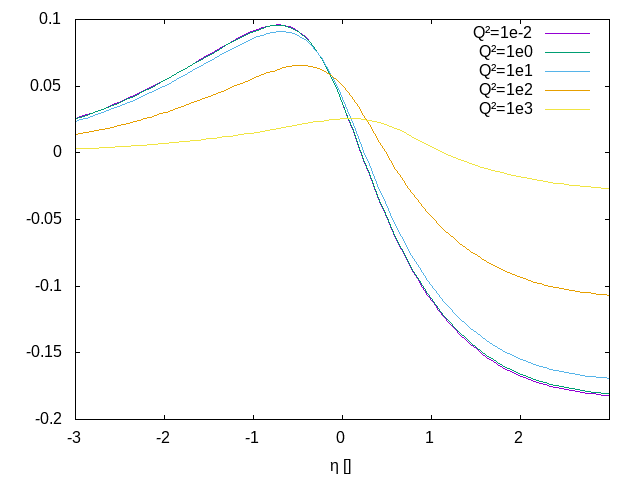 0.1
0.05
0
-0.05
-0.1
-0.15
-0.2
-3
-2
-1
0
1
2
η []
Q²=1e-2
Q²=1e0
Q²=1e1
Q²=1e2
Q²=1e3